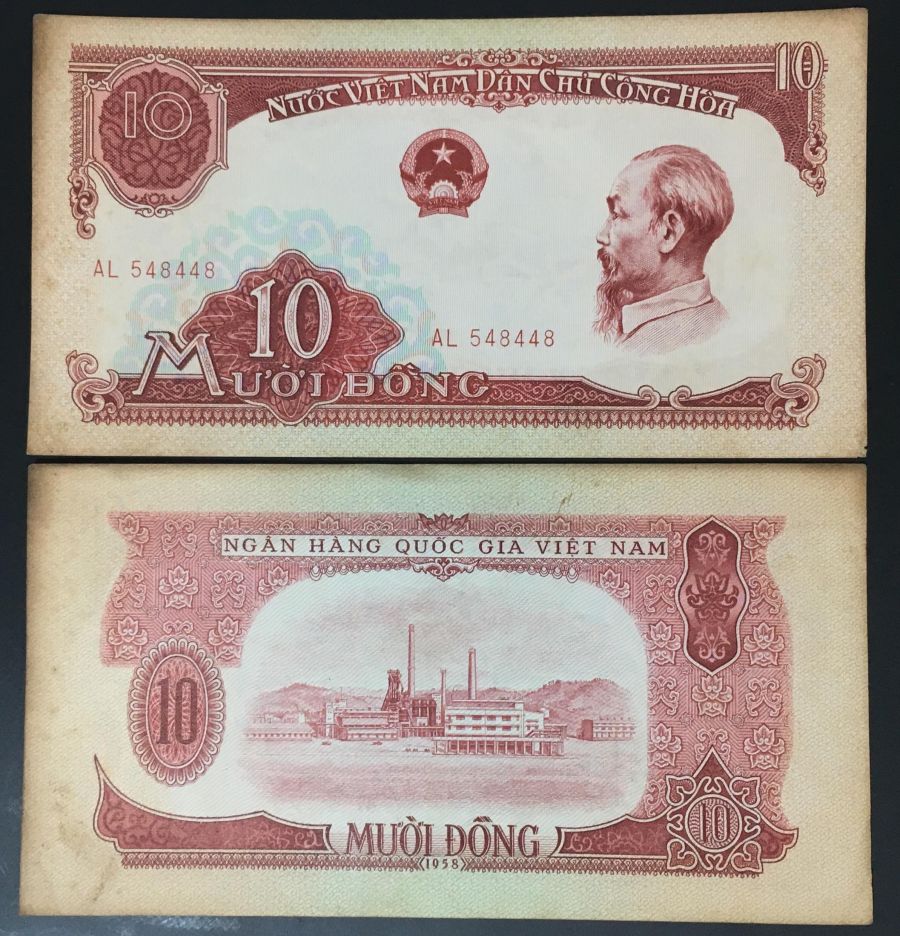 10
10
NƯỚC VIỆT NAM DÂN CHỦ CỘNG HÒA
AL 548448
10
AL 548448
MƯỜI ĐỒNG
NGÂN HÀNG QUỐC GIA VIỆT NAM
10
10
MƯỜI ĐỒNG
1958